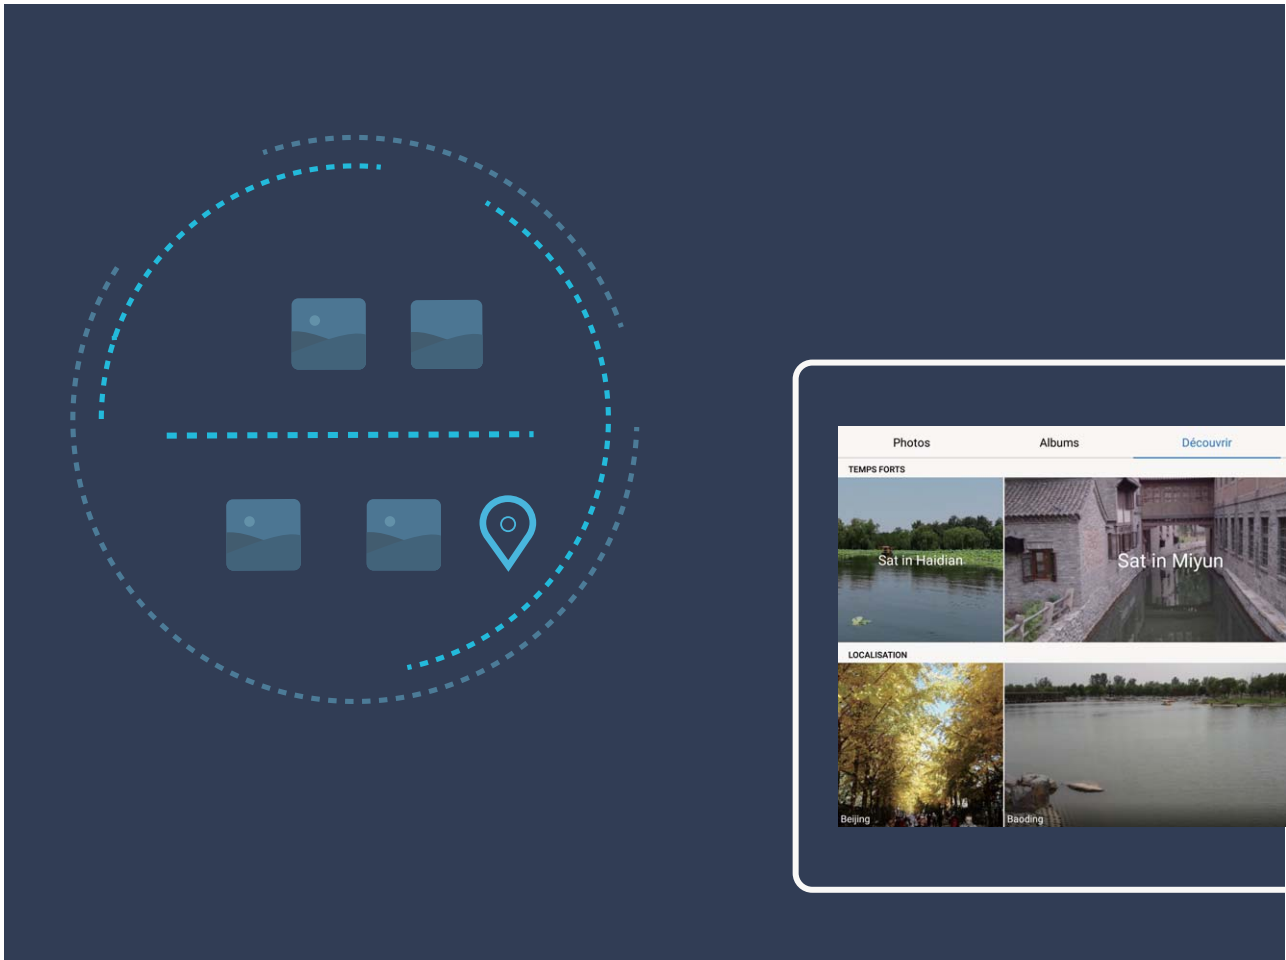 Photos Albums Découvrir
TEMPS FORTS
Sat in Haidian
Sat in Miyun
LOCALISATION
Beijing
Baoding